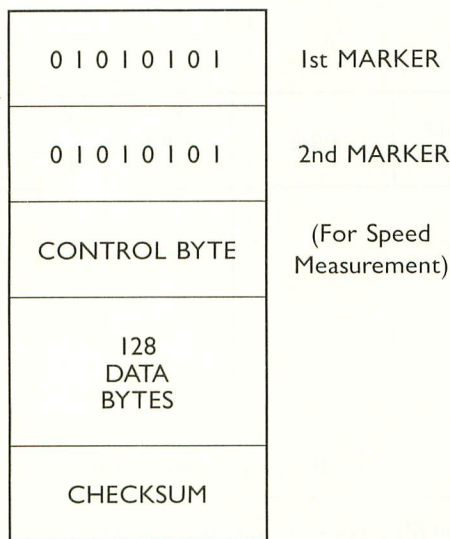 0 1 0 1 0 1 0 1 1st MARKER
0 1 0 1 0 1 0 1 2nd MARKER
CONTROL BYTE
(For Speed
Measurement)
128
DATA
BYTES
CHECKSUM